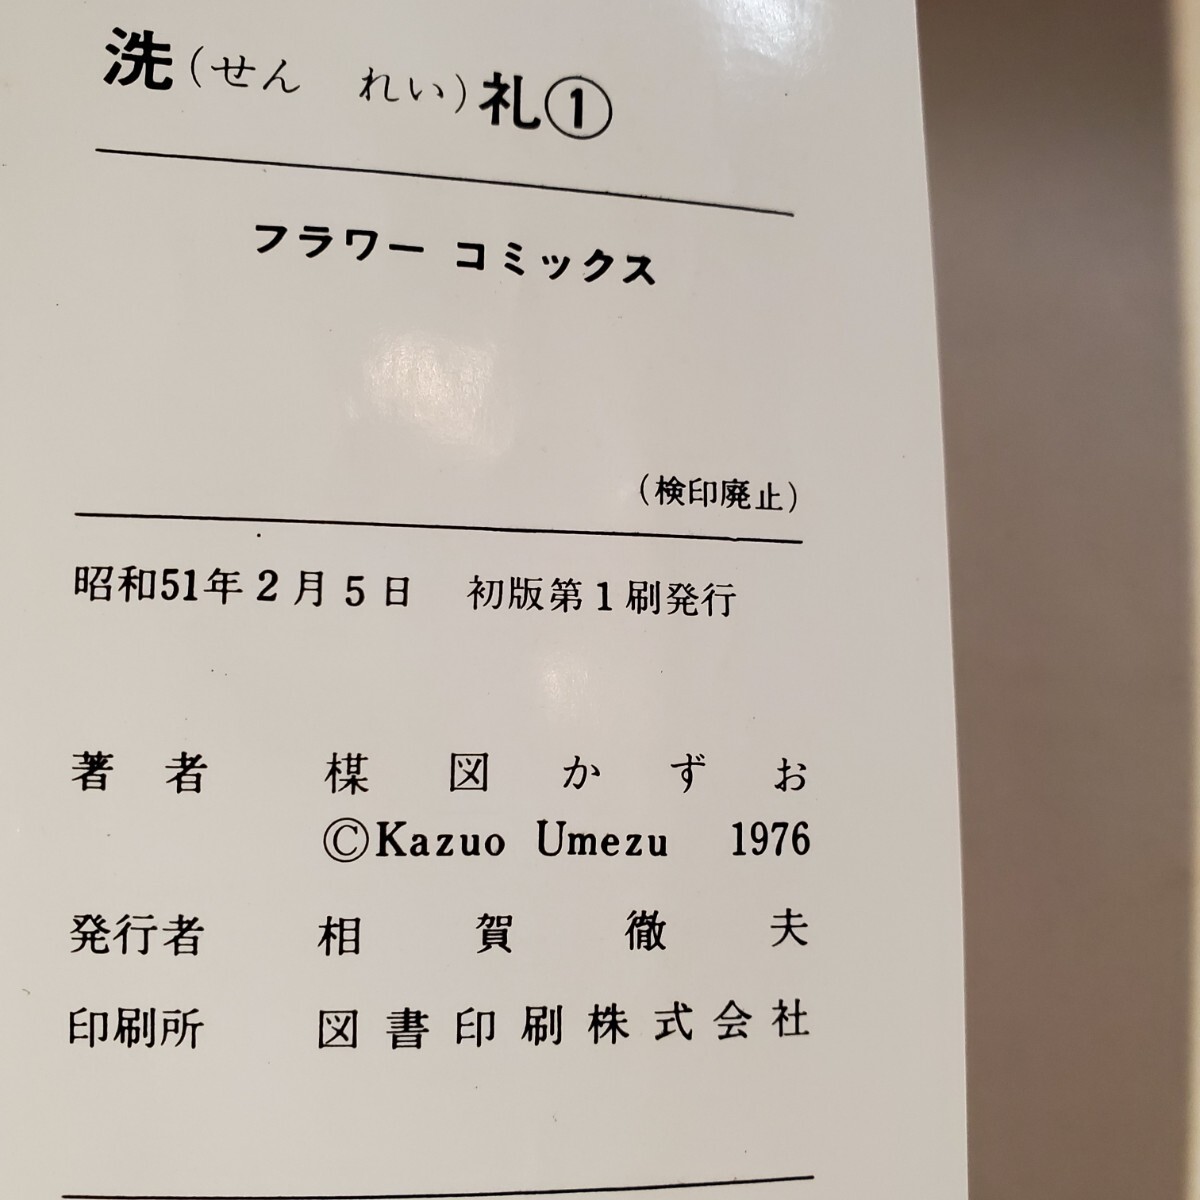 洗(せん れい)礼①
フラワー コミックス
(検印廃止)
昭和51年2月5日 初版第1刷発行
著者 楳図かずお
©Kazuo Umezu 1976
発行者 相賀徹夫
印刷所 図書印刷株式会社